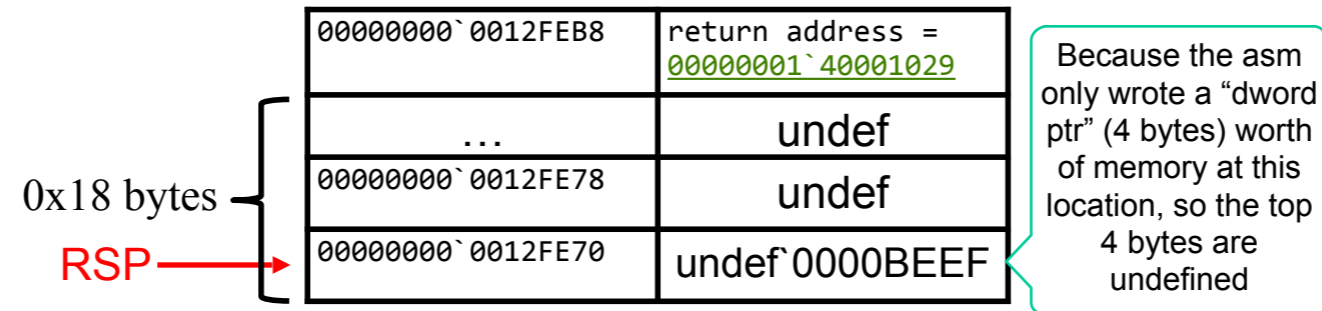 00000000`0012FEB8
return address =
00000001`40001029
...
undef
0x18 bytes
00000000`0012FE78
undef
RSP
00000000`0012FE70
undef`0000BEEF
Because the asm
only wrote a “dword
ptr” (4 bytes) worth
of memory at this
location, so the top
4 bytes are
undefined